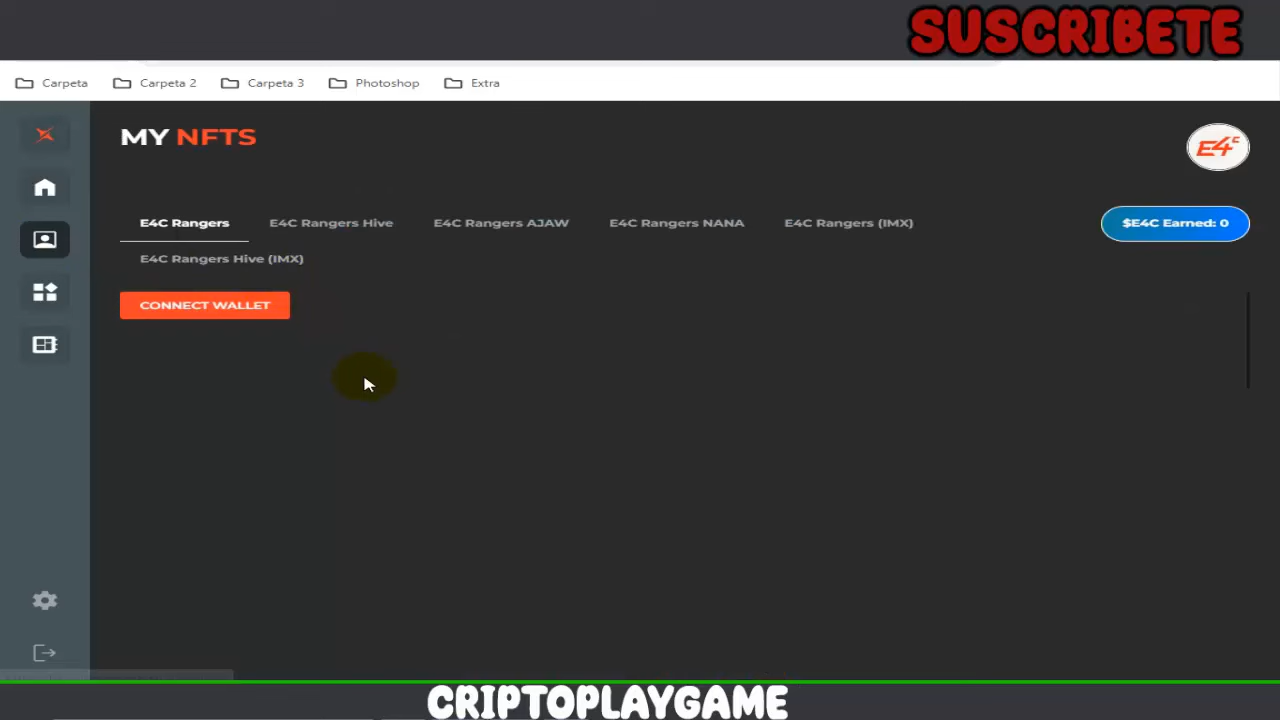 SUSCRIBETE
Carpeta Carpeta 2 Carpeta 3 Photoshop Extra
MY NFTS
E4C
E4C Rangers E4C Rangers Hive E4C Rangers AJAW E4C Rangers NANA E4C Rangers (IMX)
$E4C Earned: 0
E4C Rangers Hive (IMX)
CONNECT WALLET
CRIPTOPLAYGAME